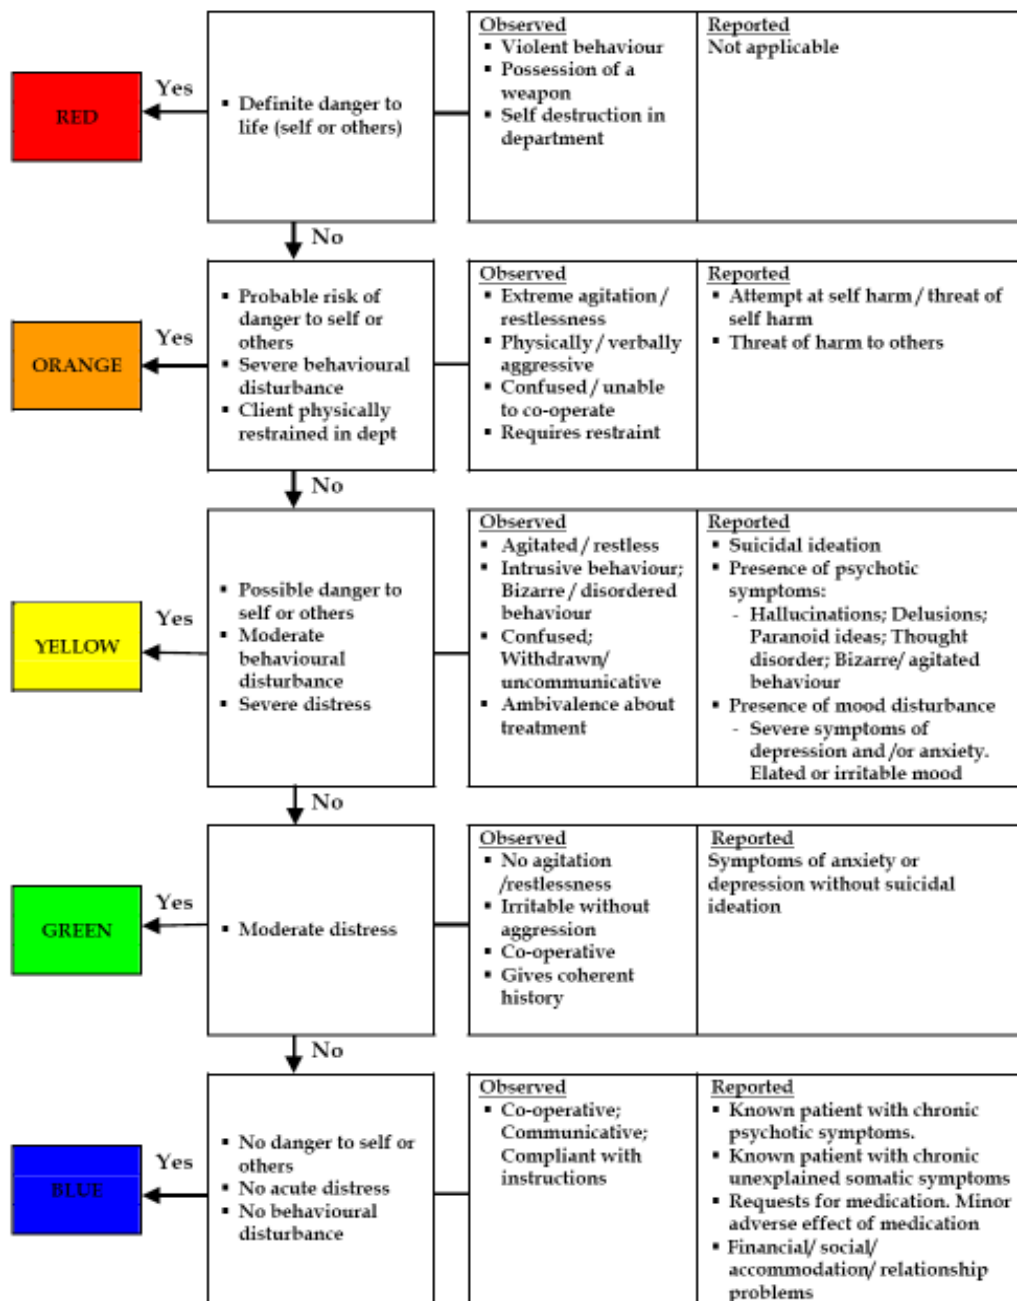 RED
Yes
▪ Definite danger to
life (self or others)
Observed
▪ Violent behaviour
▪ Possession of a
weapon
▪ Self destruction in
department
Reported
Not applicable
No
ORANGE
Yes
▪ Probable risk of
danger to self or
others
▪ Severe behavioural
disturbance
▪ Client physically
restrained in dept
Observed
▪ Extreme agitation/
restlessness
▪ Physically/ verbally
aggressive
▪ Confused/ unable
to co-operate
▪ Requires restraint
Reported
▪ Attempt at self harm/ threat of
self harm
▪ Threat of harm to others
No
YELLOW
Yes
▪ Possible danger to
self or others
▪ Moderate
behavioural
disturbance
▪ Severe distress
Observed
▪ Agitated/ restless
▪ Intrusive behaviour;
Bizarre/ disordered
behaviour
▪ Confused;
Withdrawn/
uncommunicative
▪ Ambivalence about
treatment
Reported
▪ Suicidal ideation
▪ Presence of psychotic
symptoms:
- Hallucinations; Delusions;
Paranoid ideas; Thought
disorder; Bizarre/ agitated
behaviour
▪ Presence of mood disturbance
- Severe symptoms of
depression and/or anxiety.
Elated or irritable mood
No
GREEN
Yes
▪ Moderate distress
Observed
▪ No agitation
/restlessness
▪ Irritable without
aggression
▪ Co-operative
▪ Gives coherent
history
Reported
Symptoms of anxiety or
depression without suicidal
ideation
No
BLUE
Yes
▪ No danger to self or
others
▪ No acute distress
▪ No behavioural
disturbance
Observed
▪ Co-operative;
Communicative;
Compliant with
instructions
Reported
▪ Known patient with chronic
psychotic symptoms.
▪ Known patient with chronic
unexplained somatic symptoms
▪ Requests for medication. Minor
adverse effect of medication
▪ Financial/ social/
accommodation/ relationship
problems